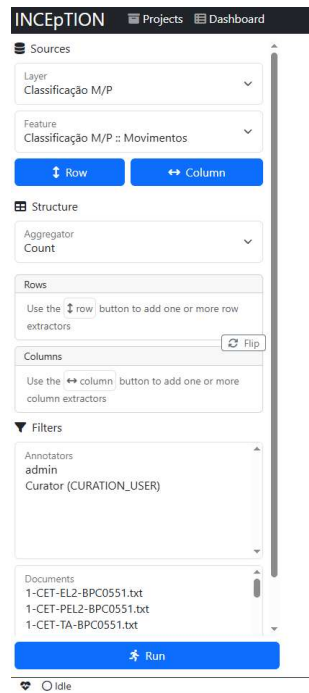 INCEpTION Projects Dashboard
Sources
Layer
Classificação M/P
Feature
Classificação M/P :: Movimentos
Row Column
Structure
Aggregator
Count
Rows
Use the row button to add one or more row
extractors
Flip
Columns
Use the column button to add one or more
column extractors
Filters
Annotators
admin
Curator (CURATION_USER)
Documents
1-CET-EL2-BPC0551.txt
1-CET-PEL2-BPC0551.txt
1-CET-TA-BPC0551.txt
Run
Idle